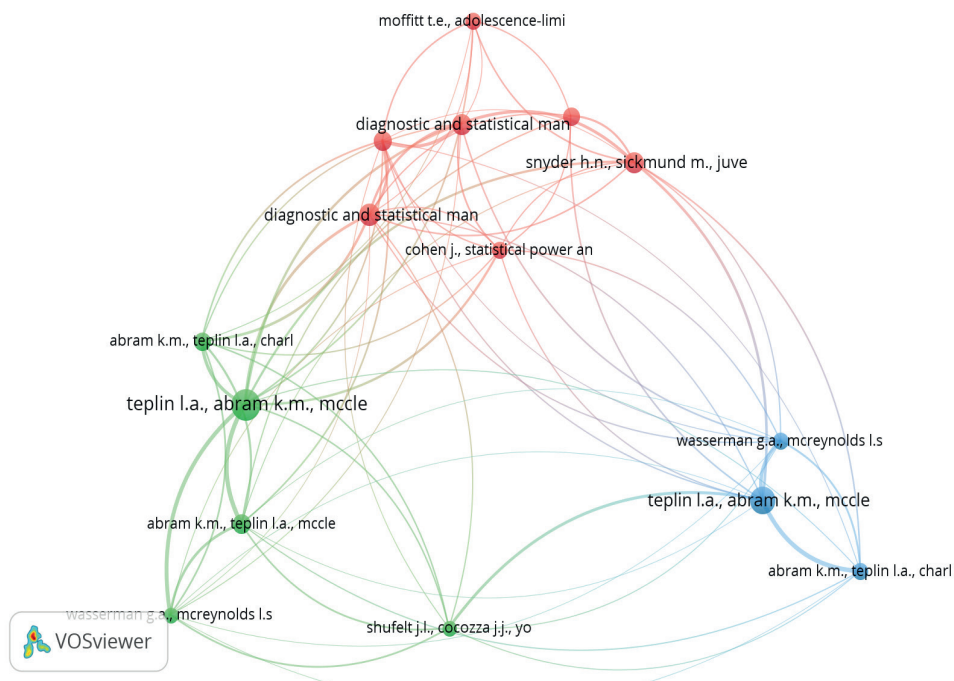 moffitt t.e., adolescence-limi
diagnostic and statistical man
snyder h.n., sickmund m., juve
diagnostic and statistical man
cohen j., statistical power an
abram k.m., teplin l.a., charl
teplin l.a., abram k.m., mccle
wasserman g.a., mcreynolds l.s
teplin l.a., abram k.m., mccle
abram k.m., teplin l.a., mccle
abram k.m., teplin l.a., charl
wasserman g.a., mcreynolds l.s
shufelt j.l., cocozza j.j., yo
VOSviewer